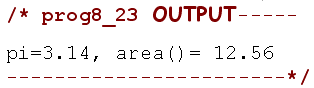 /* prog8_23 OUTPUT-----
pi=3.14, area()= 12.56
-----------------------*/